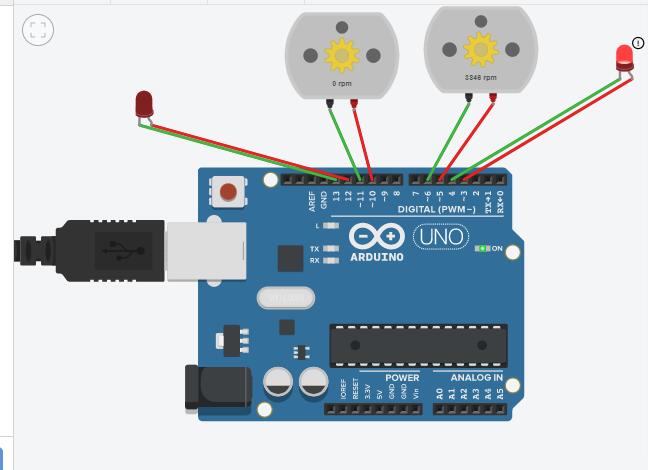 0 rpm
3346 rpm
!
AREF
GND
13
12
~11
~10
~9
8
7
~6
~5
4
~3
2
TX→1
RX←0
DIGITAL (PWM~)
L
TX
RX
ARDUINO
UNO
ON
POWER
ANALOG IN
IOREF
RESET
3.3V
5V
GND
GND
Vin
A0
A1
A2
A3
A4
A5